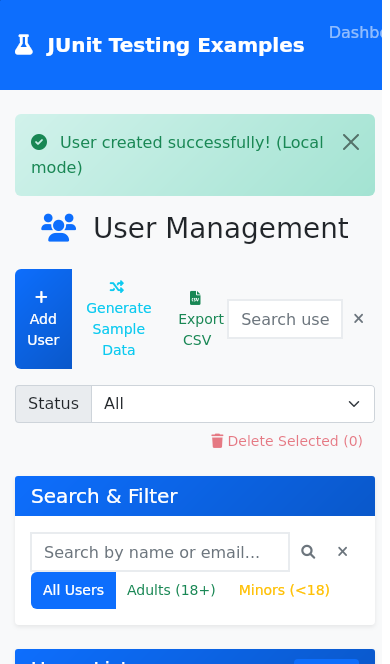 JUnit Testing Examples
User created successfully! (Local
mode)
User Management
Add
User
Generate
Sample
Data
Export
CSV
Search use
Status
All
Delete Selected (0)
Search & Filter
Search by name or email...
All Users
Adults (18+)
Minors (<18)